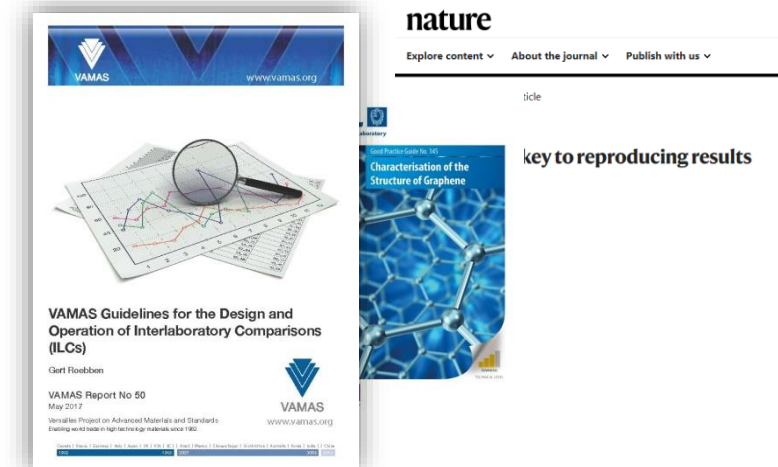 VAMAS
www.vamas.org
VAMAS Guidelines for the Design and
Operation of Interlaboratory Comparisons
(ILCs)
Gert Roebben
VAMAS Report No 50
May 2017
Versailles Project on Advanced Materials and Standards
Enabling world trade in high technology materials since 1982
VAMAS
www.vamas.org
Good Practice Guide No. 145
Characterisation of the
Structure of Graphene
nature
Explore content
About the journal
Publish with us
ticle
key to reproducing results